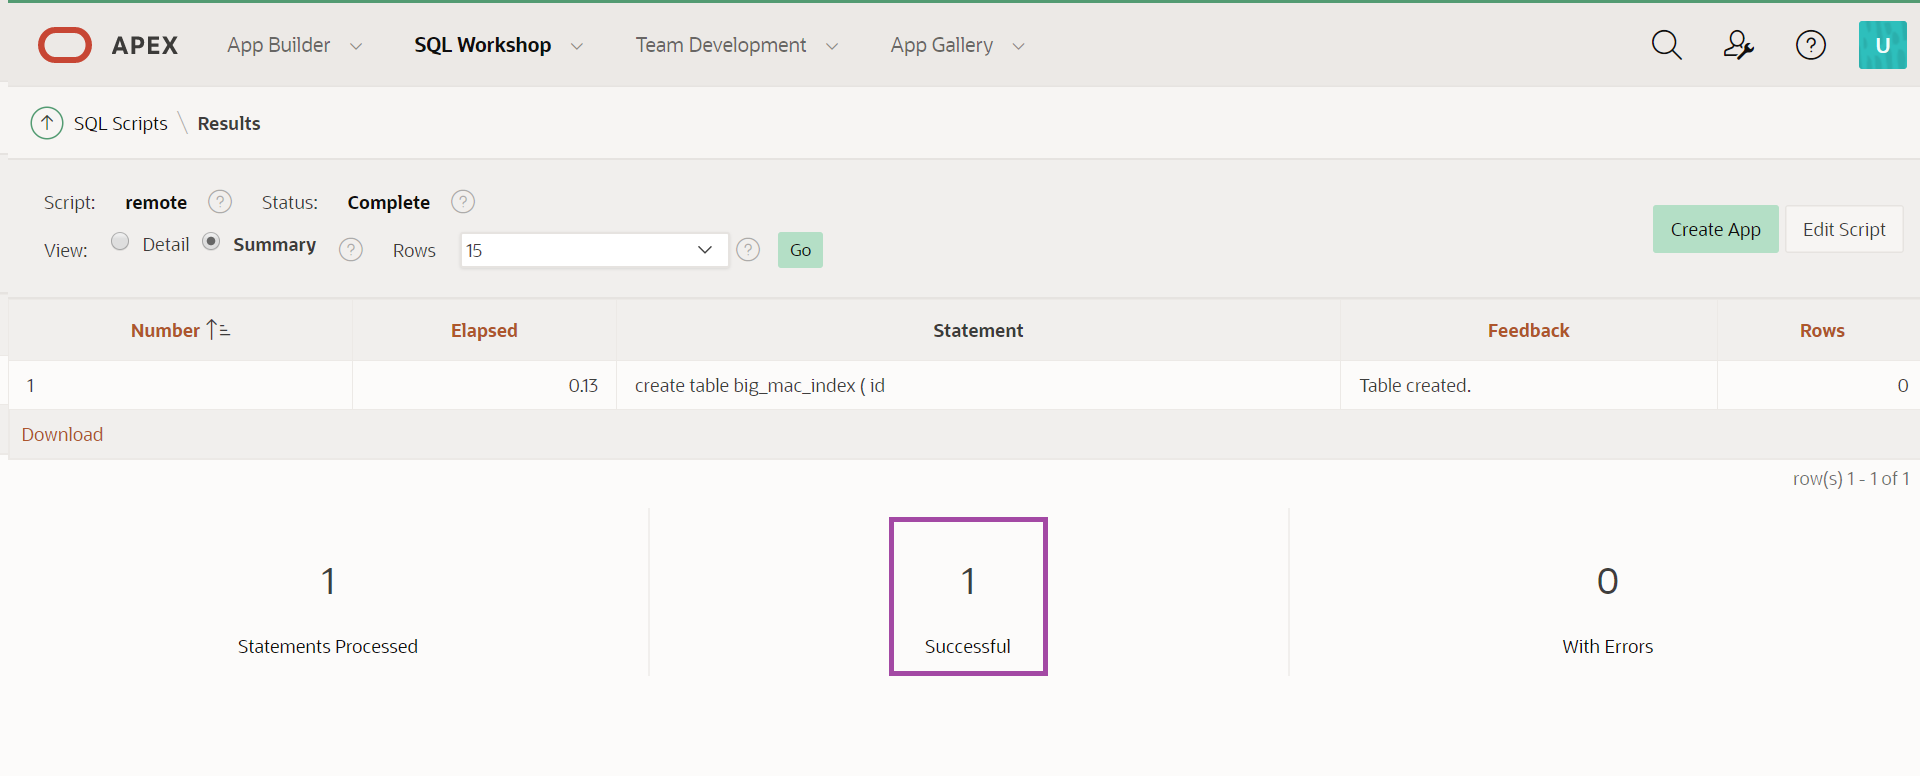 APEX App Builder SQL Workshop Team Development App Gallery ? U
SQL Scripts \ Results
Script: remote ? Status: Complete ?
View: Detail Summary ? Rows 15 ? Go Create App Edit Script
Number Elapsed Statement Feedback Rows
1 0.13 create table big_mac_index ( id Table created. 0
Download
row(s) 1 - 1 of 1
1 1 0
Statements Processed Successful With Errors